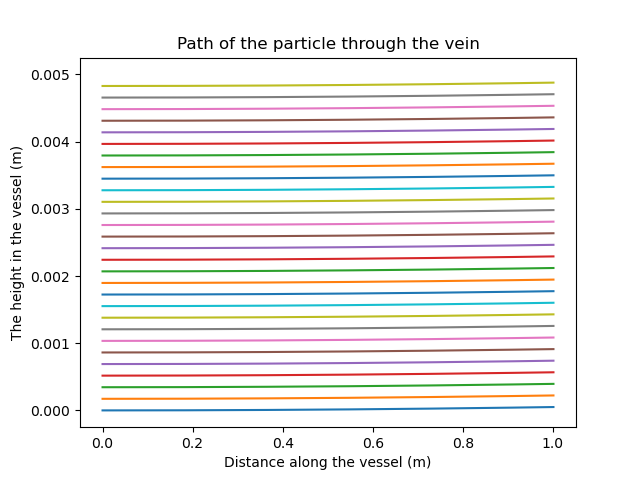 Path of the particle through the vein
0.005
0.004
0.003
0.002
0.001
0.000
The height in the vessel (m)
0.0 0.2 0.4 0.6 0.8 1.0
Distance along the vessel (m)